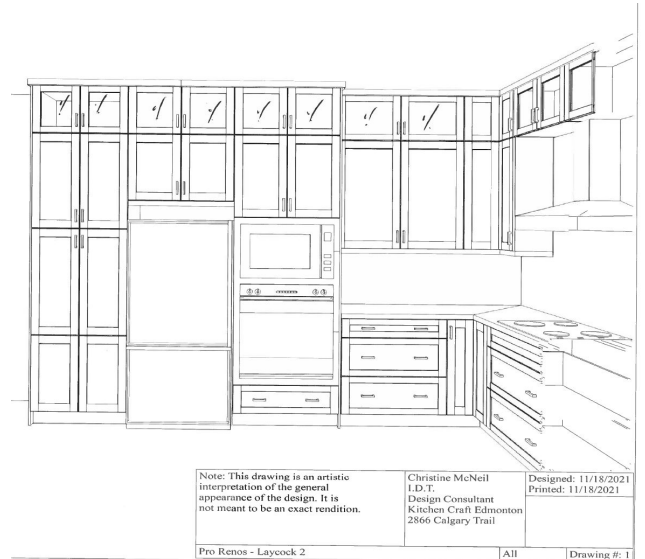 Note: This drawing is an artistic
interpretation of the general
appearance of the design. It is
not meant to be an exact rendition.
Christine McNeil
I.D.T.
Design Consultant
Kitchen Craft Edmonton
2866 Calgary Trail
Designed: 11/18/2021
Printed: 11/18/2021
Pro Renos - Laycock 2
All
Drawing #: 1